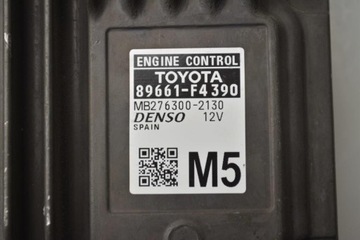 ENGINE CONTROL
TOYOTA
89661-F4390
MB276300-2130
DENSO 12V
SPAIN
M5